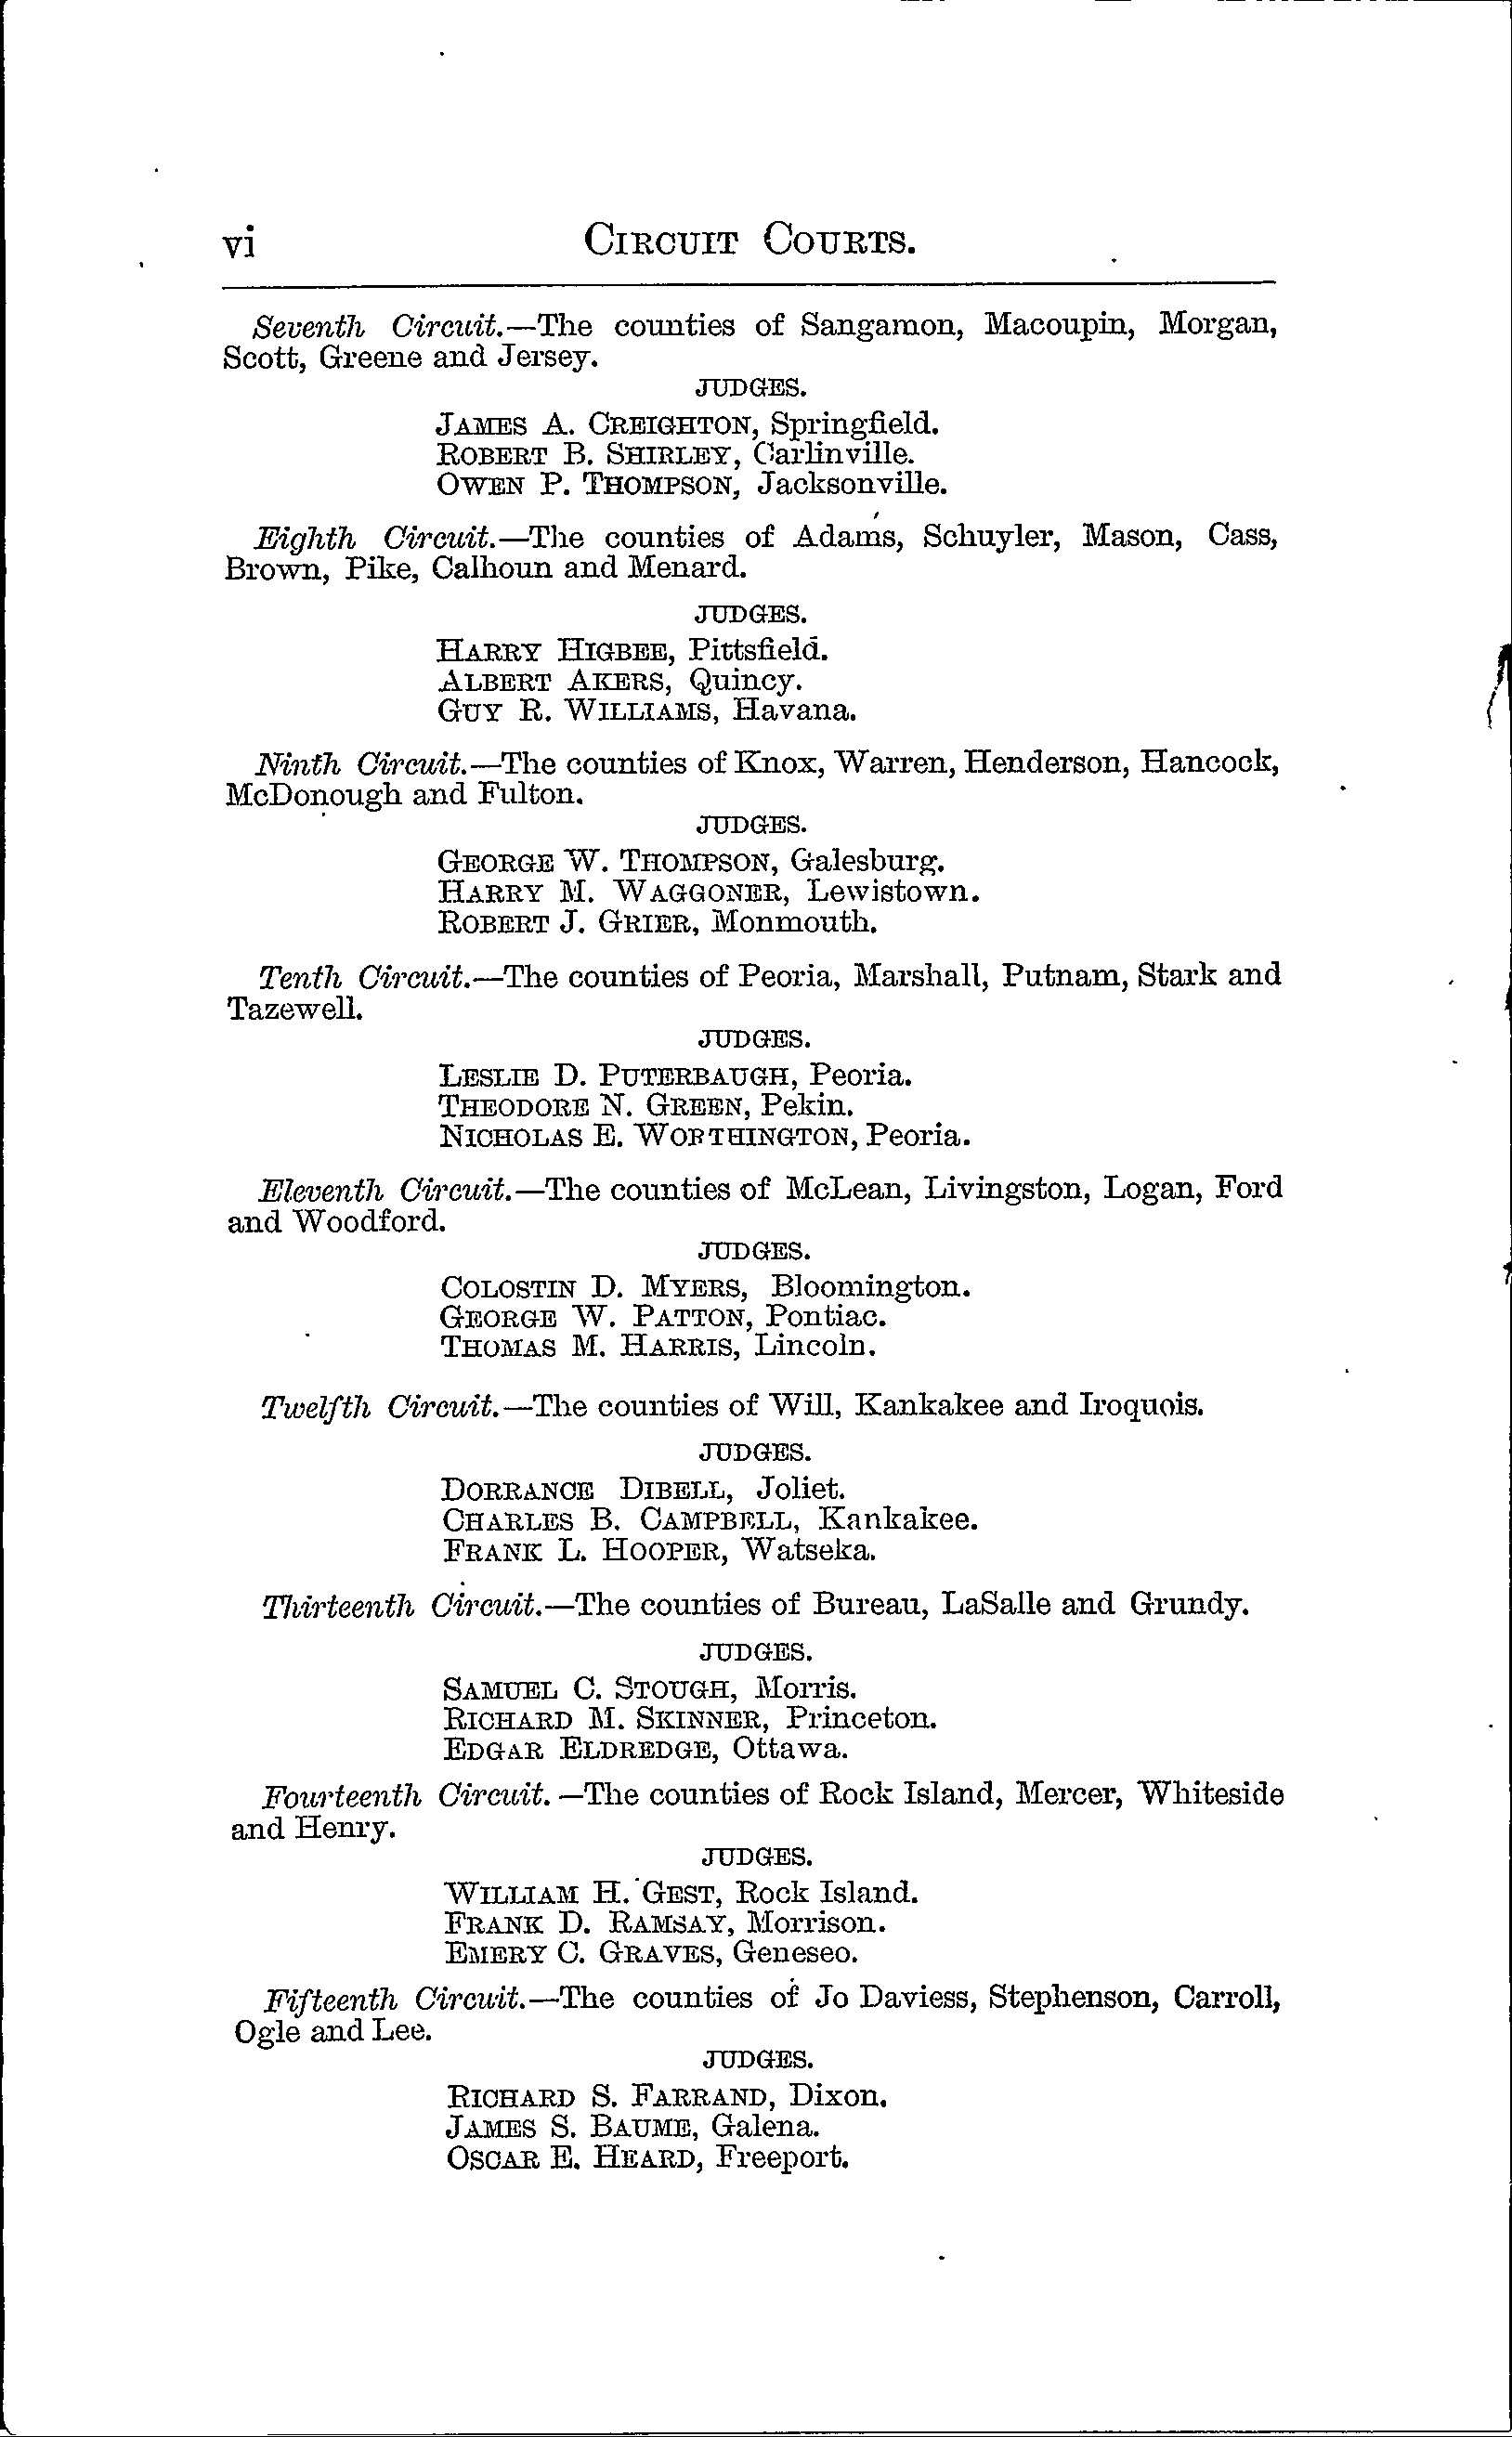 vi CIRCUIT COURTS.
Seventh Circuit.—The counties of Sangamon, Macoupin, Morgan,
Scott, Greene and Jersey.
JUDGES.
JAMES A. CREIGHTON, Springfield.
ROBERT B. SHIRLEY, Carlinville.
OWEN P. THOMPSON, Jacksonville.
Eighth Circuit.—The counties of Adams, Schuyler, Mason, Cass,
Brown, Pike, Calhoun and Menard.
JUDGES.
HARRY HIGBEE, Pittsfield.
ALBERT AKERS, Quincy.
GUY R. WILLIAMS, Havana.
Ninth Circuit.—The counties of Knox, Warren, Henderson, Hancock,
McDonough and Fulton.
JUDGES.
GEORGE W. THOMPSON, Galesburg.
HARRY M. WAGGONER, Lewistown.
ROBERT J. GRIER, Monmouth.
Tenth Circuit.—The counties of Peoria, Marshall, Putnam, Stark and
Tazewell.
JUDGES.
LESLIE D. PUTERBAUGH, Peoria.
THEODORE N. GREEN, Pekin.
NICHOLAS E. WORTHINGTON, Peoria.
Eleventh Circuit.—The counties of McLean, Livingston, Logan, Ford
and Woodford.
JUDGES.
COLOSTIN D. MYERS, Bloomington.
GEORGE W. PATTON, Pontiac.
THOMAS M. HARRIS, Lincoln.
Twelfth Circuit.—The counties of Will, Kankakee and Iroquois.
JUDGES.
DORRANCE DIBELL, Joliet.
CHARLES B. CAMPBELL, Kankakee.
FRANK L. HOOPER, Watseka.
Thirteenth Circuit.—The counties of Bureau, LaSalle and Grundy.
JUDGES.
SAMUEL C. STOUGH, Morris.
RICHARD M. SKINNER, Princeton.
EDGAR ELDREDGE, Ottawa.
Fourteenth Circuit.—The counties of Rock Island, Mercer, Whiteside
and Henry.
JUDGES.
WILLIAM H. GEST, Rock Island.
FRANK D. RAMSAY, Morrison.
EMERY C. GRAVES, Geneseo.
Fifteenth Circuit.—The counties of Jo Daviess, Stephenson, Carroll,
Ogle and Lee.
JUDGES.
RICHARD S. FARRAND, Dixon.
JAMES S. BAUME, Galena.
OSCAR E. HEARD, Freeport.